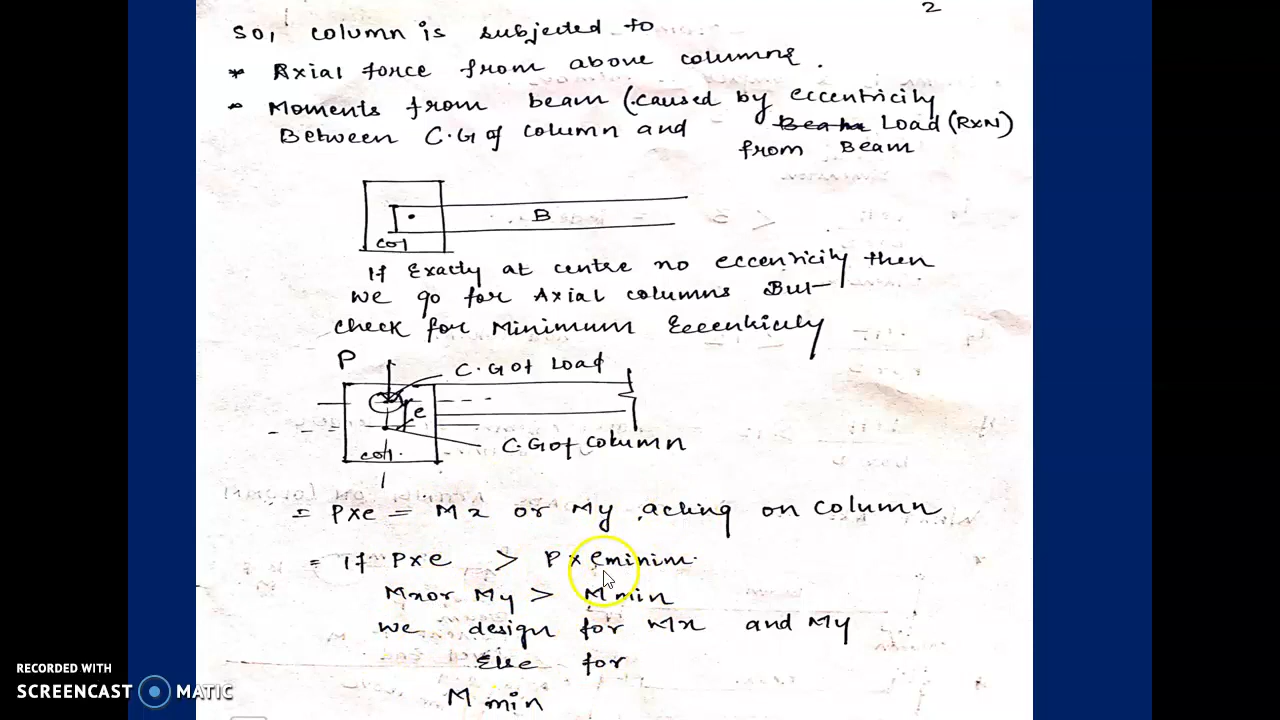 2
So, column is subjected to
* Axial force from above columns.
* Moments from beam (caused by eccentricity
Between C.G of column and Load (RXN)
from Beam
B
col
If Exactly at centre no eccentricity then
we go for Axial columns But
check for Minimum Eccentricity
P
C.G of Load
e
C.G of column
col.
= Pxe = Mx or My acting on column
= If Pxe > Pxeminim.
Mx or My > Mmin
we design for Mx and My
Else for
M min
RECORDED WITH
SCREENCAST MATIC